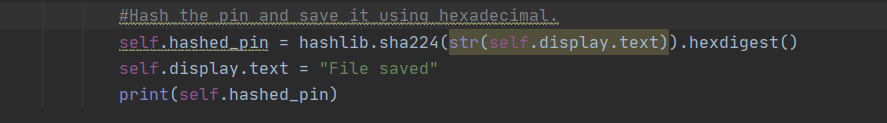 #Hash the pin and save it using hexadecimal.
self.hashed_pin = hashlib.sha224(str(self.display.text)).hexdigest()
self.display.text = "File saved"
print(self.hashed_pin)